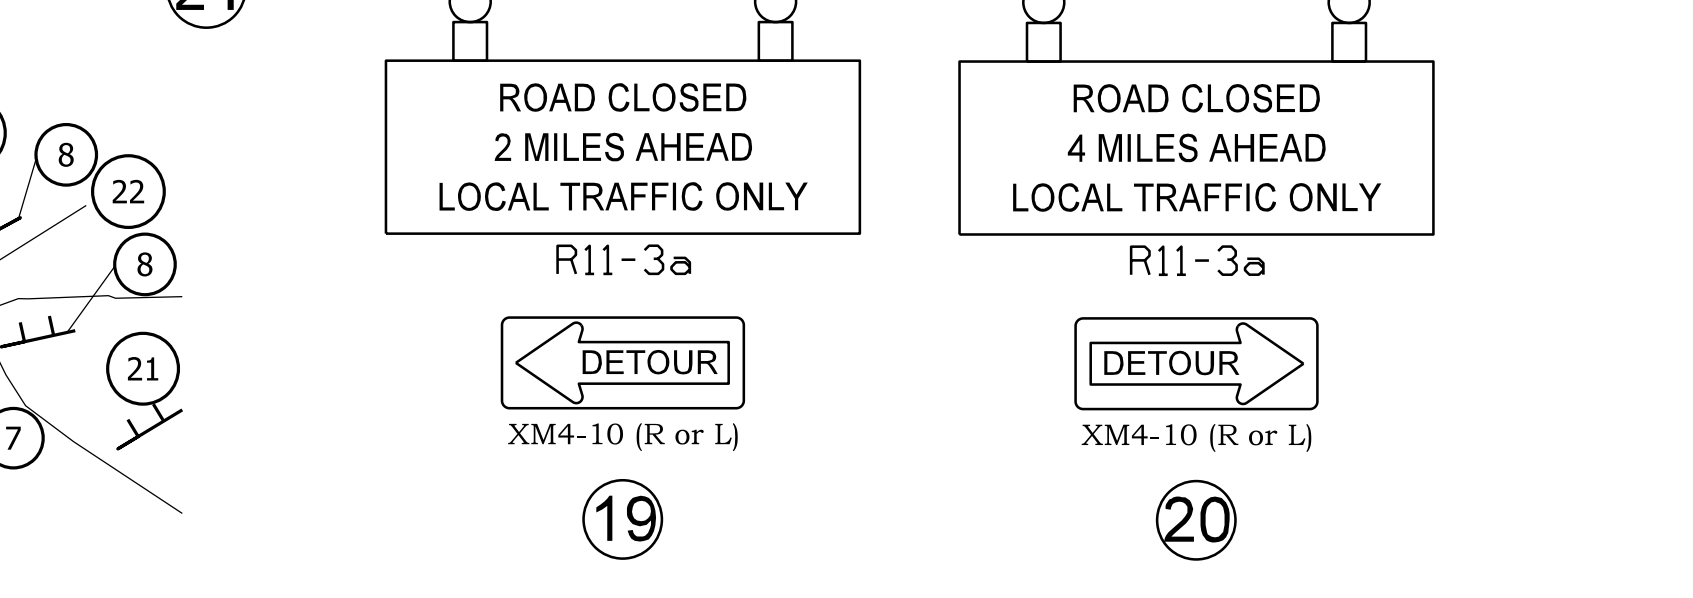 8
22
8
21
7
ROAD CLOSED
2 MILES AHEAD
LOCAL TRAFFIC ONLY
R11-3a
DETOUR
XM4-10 (R or L)
19
ROAD CLOSED
4 MILES AHEAD
LOCAL TRAFFIC ONLY
R11-3a
DETOUR
XM4-10 (R or L)
20